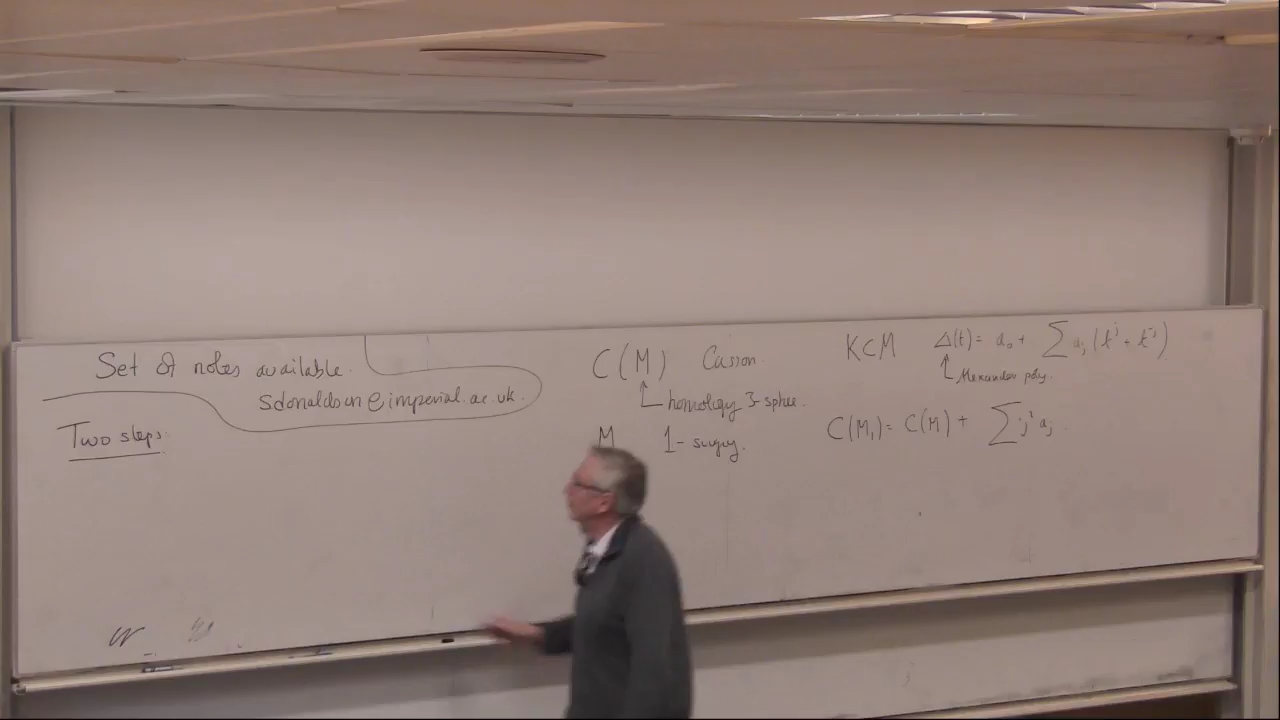 Set of notes available.
sdonaldson@imperial.ac.uk.
Two steps:
C(M) Casson.
homology 3-sphere.
M 1-surgery.
K⊂M Δ(t) = a₀ + ∑ aⱼ (tʲ + t⁻ʲ)
Alexander poly.
C(M₁) = C(M) + ∑ j² aⱼ.